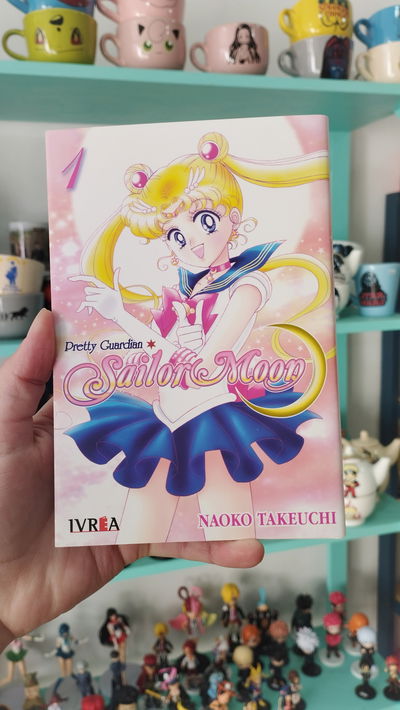 1
Pretty Guardian
Sailor Moon
IVREA
NAOKO TAKEUCHI